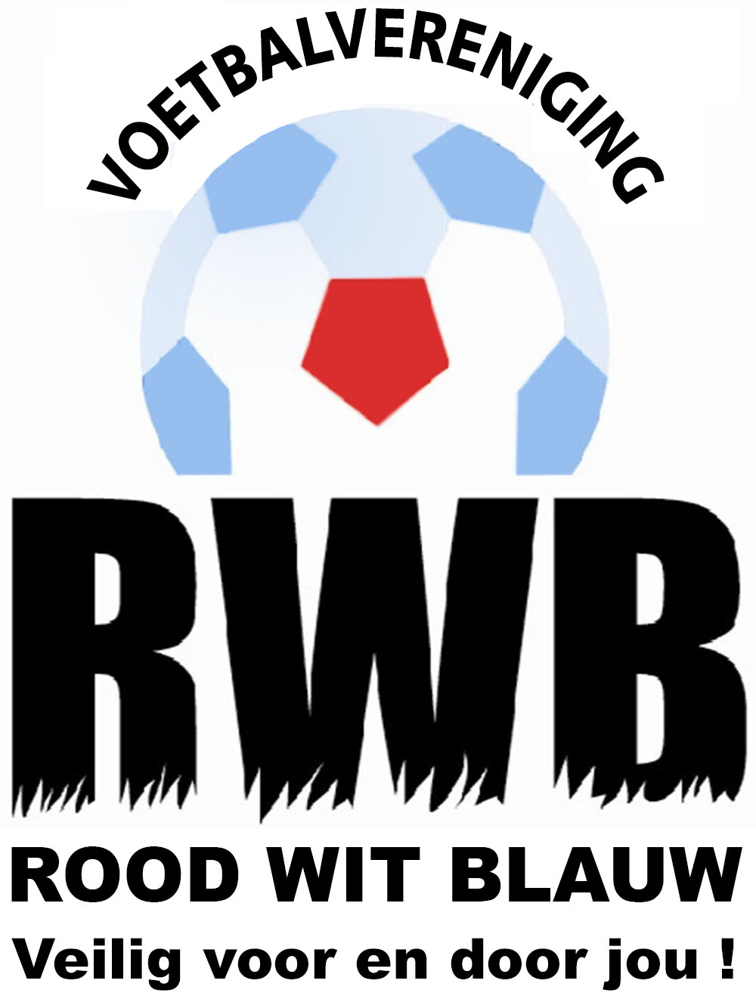 VOETBALVERENIGING
RWB
ROOD WIT BLAUW
Veilig voor en door jou !